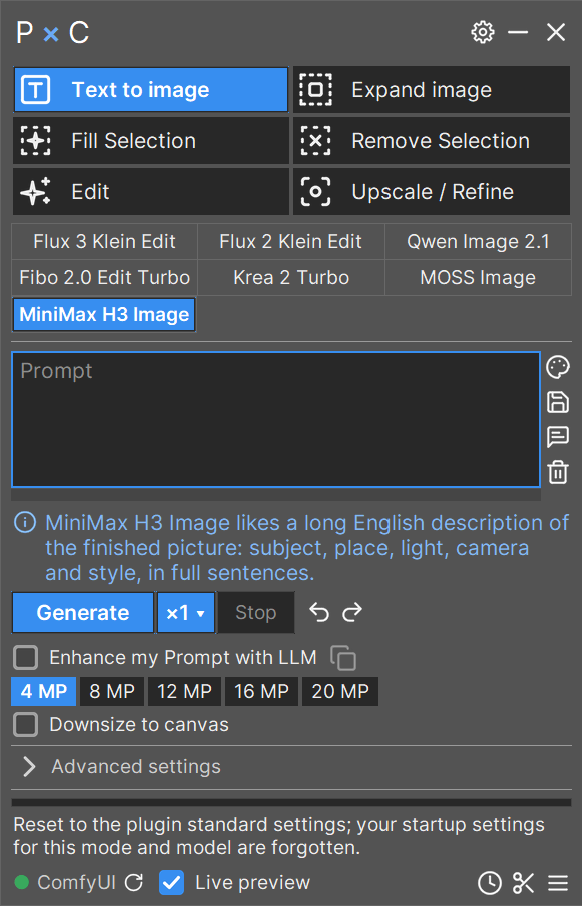 P × C
Text to image
Expand image
Fill Selection
Remove Selection
Edit
Upscale / Refine
Flux 3 Klein Edit
Flux 2 Klein Edit
Qwen Image 2.1
Fibo 2.0 Edit Turbo
Krea 2 Turbo
MOSS Image
MiniMax H3 Image
Prompt
MiniMax H3 Image likes a long English description of
the finished picture: subject, place, light, camera
and style, in full sentences.
Generate
×1
Stop
Enhance my Prompt with LLM
4 MP
8 MP
12 MP
16 MP
20 MP
Downsize to canvas
Advanced settings
Reset to the plugin standard settings; your startup settings
for this mode and model are forgotten.
ComfyUI
Live preview